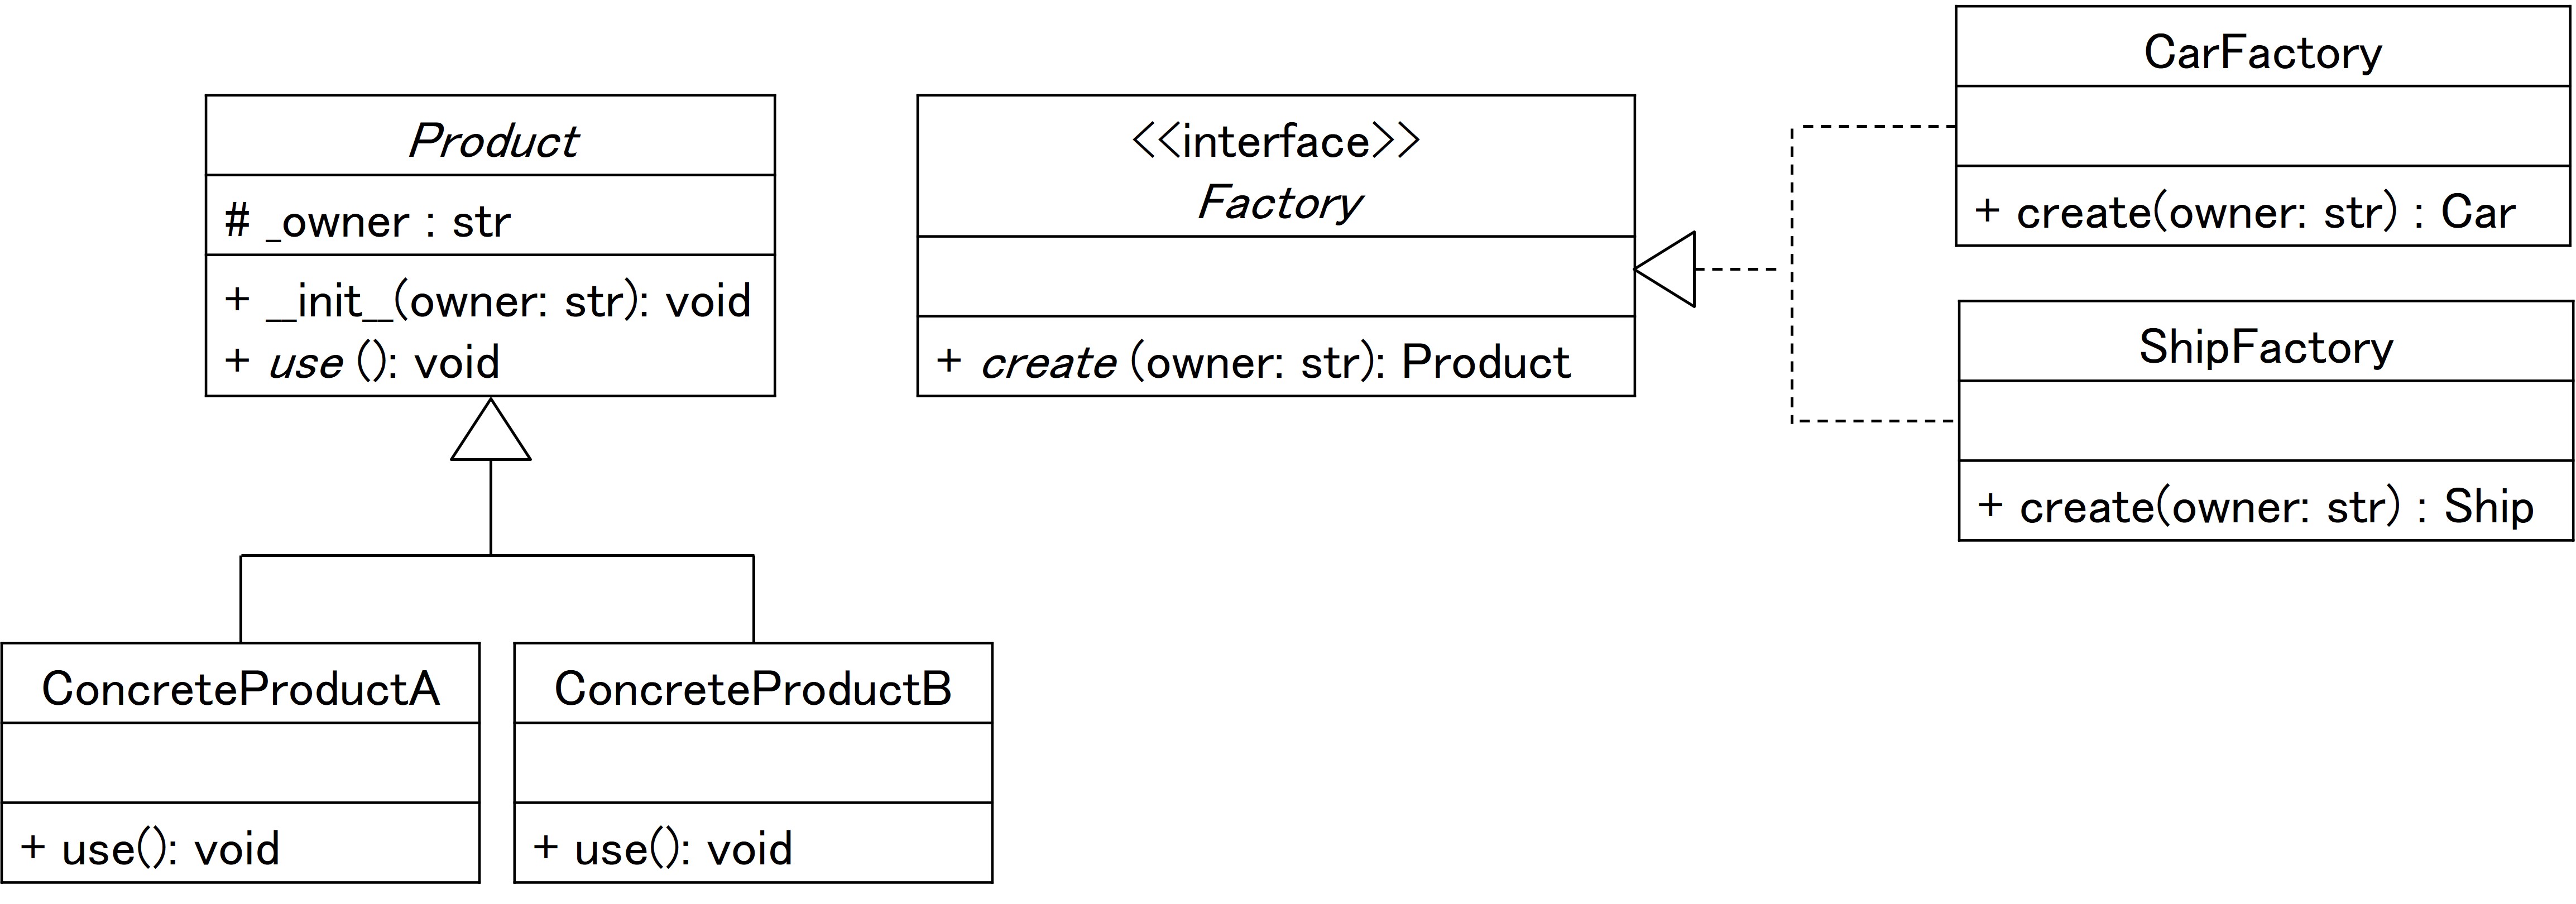 Product
# _owner : str
+ __init__(owner: str): void
+ use (): void
<<interface>>
Factory
+ create (owner: str): Product
CarFactory
+ create(owner: str) : Car
ShipFactory
+ create(owner: str) : Ship
ConcreteProductA
+ use(): void
ConcreteProductB
+ use(): void